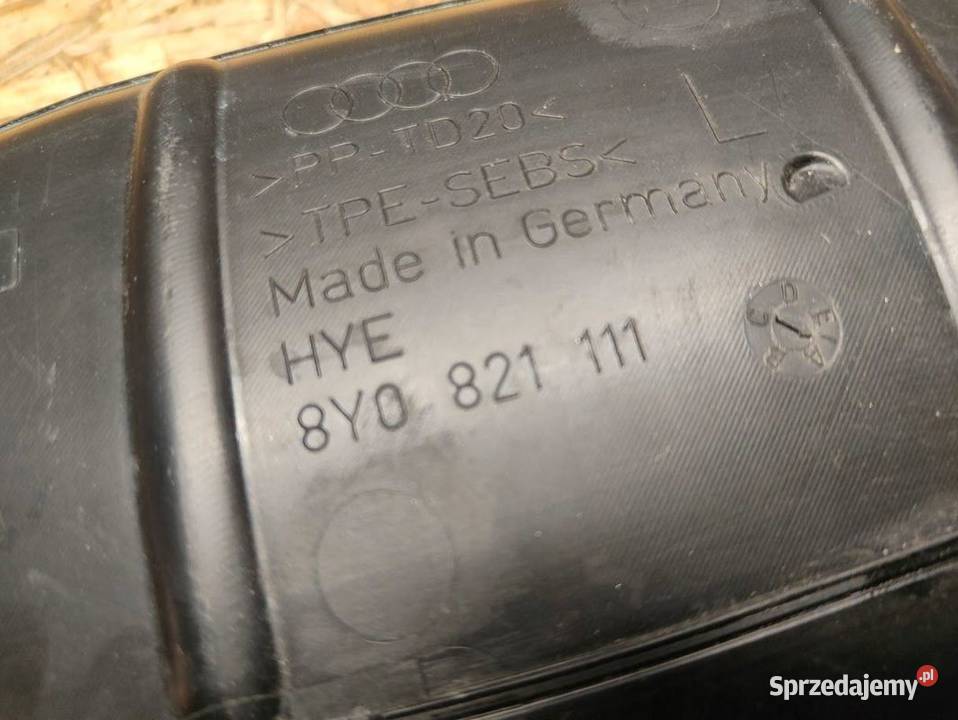 >PP-TD20<
L
>TPE-SEBS<
Made in Germany
HYE
8Y0 821 111
Sprzedajemy.pl